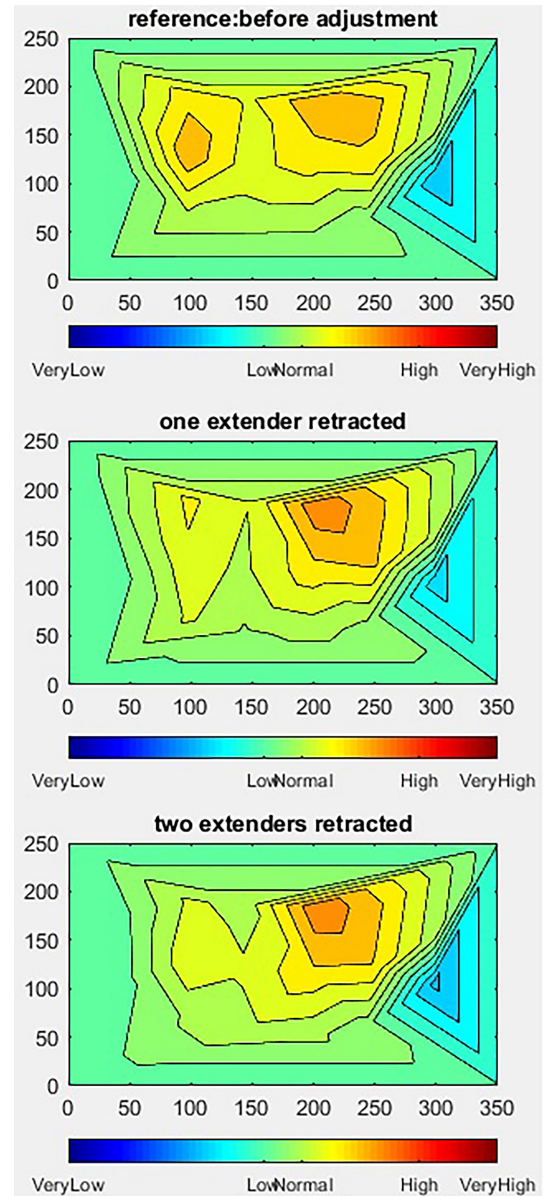 reference:before adjustment
250
200
150
100
50
0
0 50 100 150 200 250 300 350
VeryLow LowNormal High VeryHigh
one extender retracted
250
200
150
100
50
0
0 50 100 150 200 250 300 350
VeryLow LowNormal High VeryHigh
two extenders retracted
250
200
150
100
50
0
0 50 100 150 200 250 300 350
VeryLow LowNormal High VeryHigh